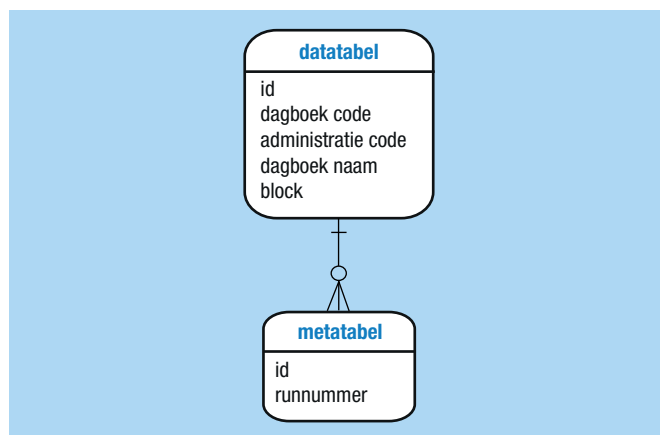 datatabel
id
dagboek code
administratie code
dagboek naam
block
metatabel
id
runnummer